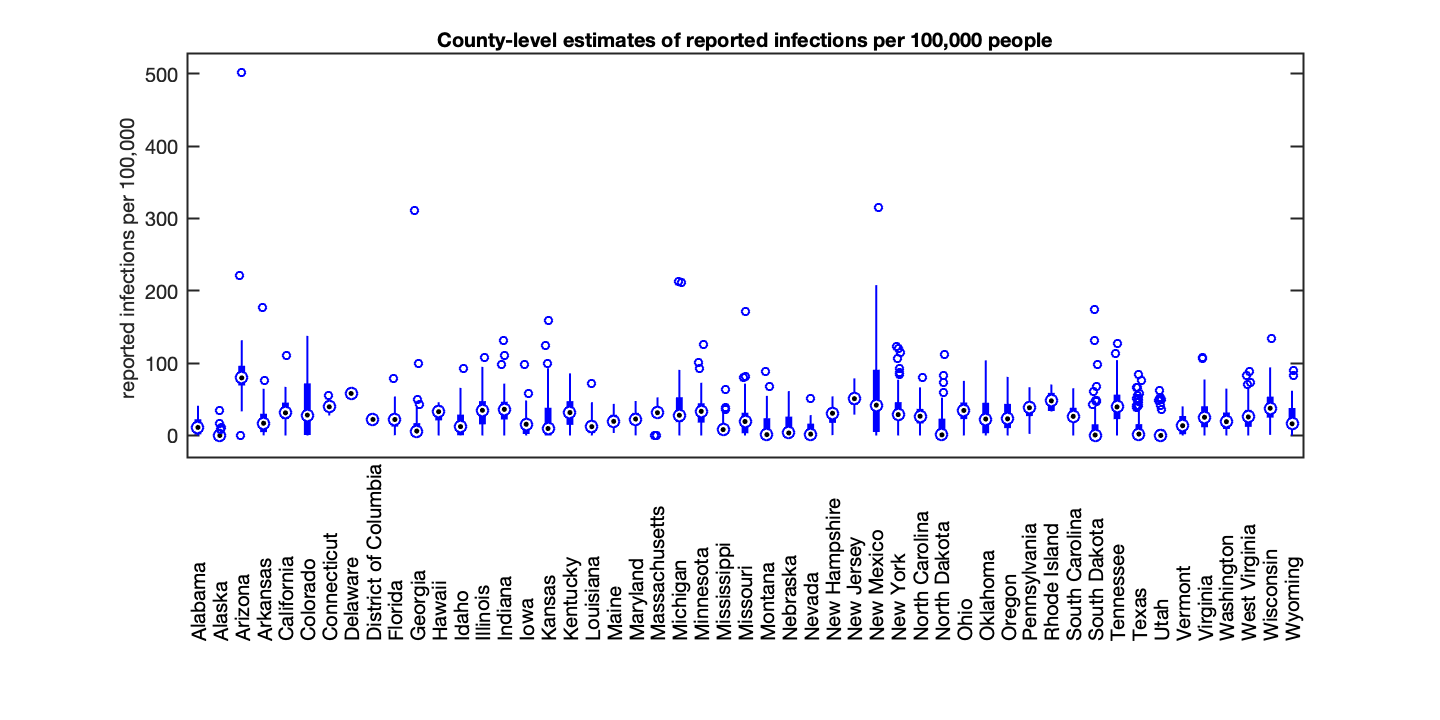 County-level estimates of reported infections per 100,000 people
reported infections per 100,000
500
400
300
200
100
0
Alabama
Alaska
Arizona
Arkansas
California
Colorado
Connecticut
Delaware
District of Columbia
Florida
Georgia
Hawaii
Idaho
Illinois
Indiana
Iowa
Kansas
Kentucky
Louisiana
Maine
Maryland
Massachusetts
Michigan
Minnesota
Mississippi
Missouri
Montana
Nebraska
Nevada
New Hampshire
New Jersey
New Mexico
New York
North Carolina
North Dakota
Ohio
Oklahoma
Oregon
Pennsylvania
Rhode Island
South Carolina
South Dakota
Tennessee
Texas
Utah
Vermont
Virginia
Washington
West Virginia
Wisconsin
Wyoming